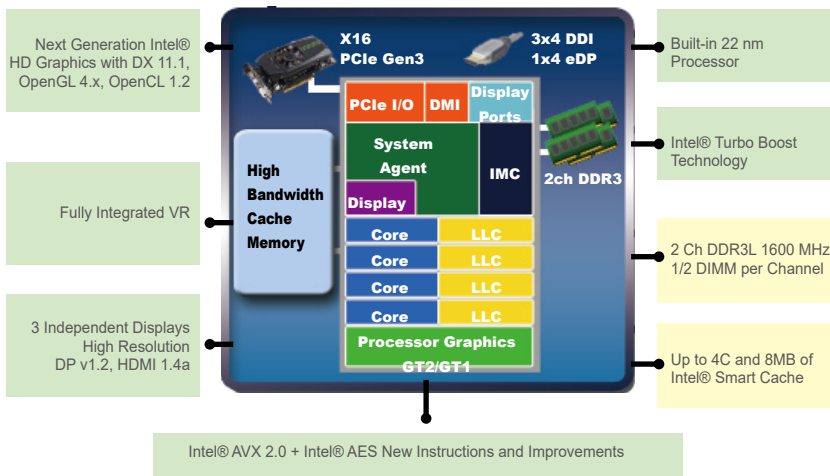 Next Generation Intel®
HD Graphics with DX 11.1,
OpenGL 4.x, OpenCL 1.2
Fully Integrated VR
3 Independent Displays
High Resolution
DP v1.2, HDMI 1.4a
X16
PCIe Gen3
3x4 DDI
1x4 eDP
PCIe I/O
DMI
Display
Ports
System
Agent
IMC
Display
2ch DDR3
High
Bandwidth
Cache
Memory
Core
LLC
Core
LLC
Core
LLC
Core
LLC
Processor Graphics
GT2/GT1
Built-in 22 nm
Processor
Intel® Turbo Boost
Technology
2 Ch DDR3L 1600 MHz
1/2 DIMM per Channel
Up to 4C and 8MB of
Intel® Smart Cache
Intel® AVX 2.0 + Intel® AES New Instructions and Improvements